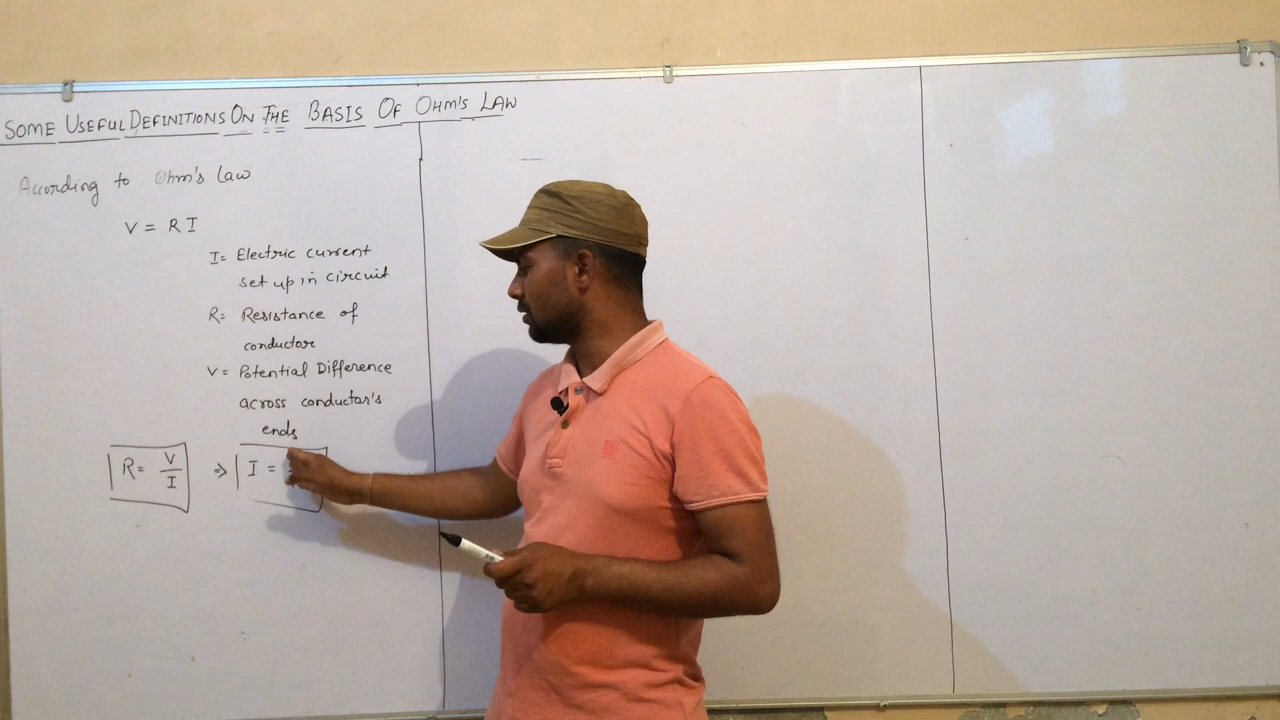 SOME USEFUL DEFINITIONS ON THE BASIS OF OHM'S LAW
According to Ohm's Law
V = R I
I = Electric current
set up in circuit
R = Resistance of
conductor
V = Potential Difference
across conductor's
ends
R = V/I ⇒ I =